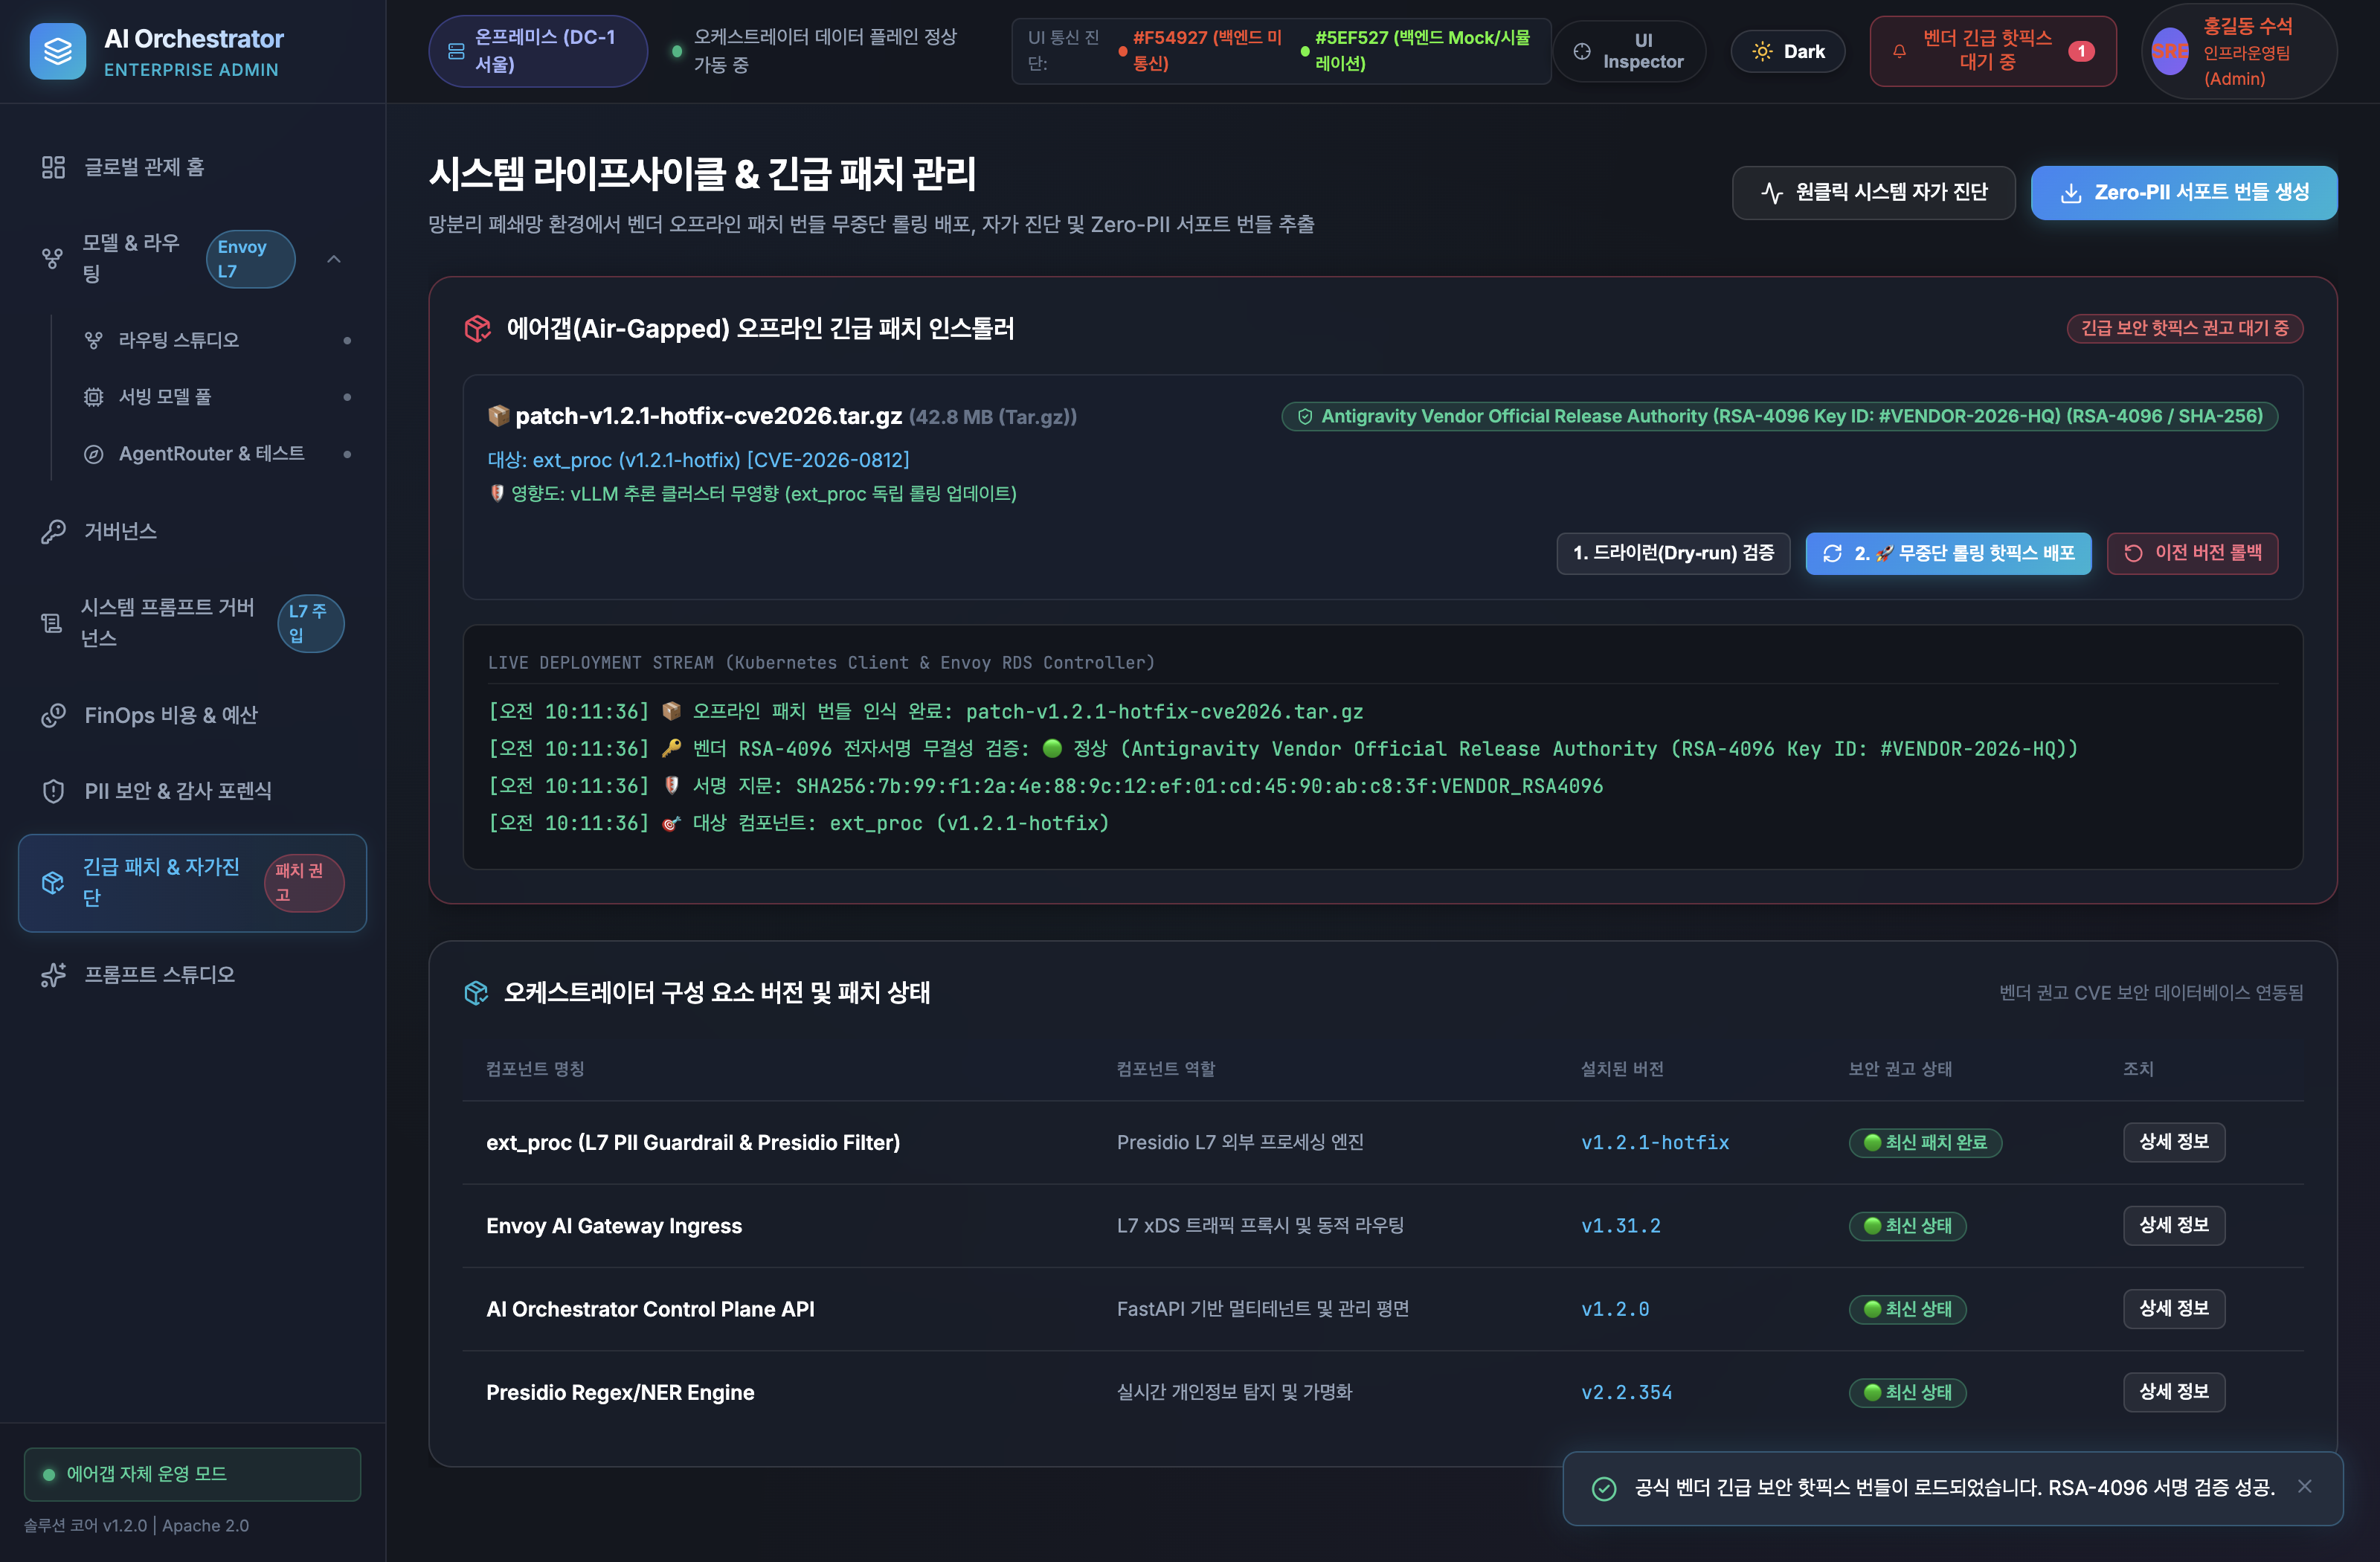 AI Orchestrator
ENTERPRISE ADMIN
글로벌 관제 홈
모델 & 라우
팅
Envoy
L7
라우팅 스튜디오
서빙 모델 풀
AgentRouter & 테스트
거버넌스
시스템 프롬프트 거버
넌스
L7 주
입
FinOps 비용 & 예산
PII 보안 & 감사 포렌식
긴급 패치 & 자가진
단
패치 권
고
프롬프트 스튜디오
에어갭 자체 운영 모드
솔루션 코어 v1.2.0 | Apache 2.0
온프레미스 (DC-1
서울)
오케스트레이터 데이터 플레인 정상
가동 중
UI 통신 진
단:
#F54927 (백엔드 미
통신)
#5EF527 (백엔드 Mock/시뮬
레이션)
UI
Inspector
Dark
벤더 긴급 핫픽스
대기 중
1
SRE
홍길동 수석
인프라운영팀
(Admin)
시스템 라이프사이클 & 긴급 패치 관리
망분리 폐쇄망 환경에서 벤더 오프라인 패치 번들 무중단 롤링 배포, 자가 진단 및 Zero-PII 서포트 번들 추출
원클릭 시스템 자가 진단
Zero-PII 서포트 번들 생성
에어갭(Air-Gapped) 오프라인 긴급 패치 인스톨러
긴급 보안 핫픽스 권고 대기 중
📦 patch-v1.2.1-hotfix-cve2026.tar.gz (42.8 MB (Tar.gz))
Antigravity Vendor Official Release Authority (RSA-4096 Key ID: #VENDOR-2026-HQ) (RSA-4096 / SHA-256)
대상: ext_proc (v1.2.1-hotfix) [CVE-2026-0812]
🛡️ 영향도: vLLM 추론 클러스터 무영향 (ext_proc 독립 롤링 업데이트)
1. 드라이런(Dry-run) 검증
2. 🚀 무중단 롤링 핫픽스 배포
이전 버전 롤백
LIVE DEPLOYMENT STREAM (Kubernetes Client & Envoy RDS Controller)
[오전 10:11:36] 📦 오프라인 패치 번들 인식 완료: patch-v1.2.1-hotfix-cve2026.tar.gz
[오전 10:11:36] 🔑 벤더 RSA-4096 전자서명 무결성 검증: 🟢 정상 (Antigravity Vendor Official Release Authority (RSA-4096 Key ID: #VENDOR-2026-HQ))
[오전 10:11:36] 🛡️ 서명 지문: SHA256:7b:99:f1:2a:4e:88:9c:12:ef:01:cd:45:90:ab:c8:3f:VENDOR_RSA4096
[오전 10:11:36] 🎯 대상 컴포넌트: ext_proc (v1.2.1-hotfix)
오케스트레이터 구성 요소 버전 및 패치 상태
벤더 권고 CVE 보안 데이터베이스 연동됨
컴포넌트 명칭
컴포넌트 역할
설치된 버전
보안 권고 상태
조치
ext_proc (L7 PII Guardrail & Presidio Filter)
Presidio L7 외부 프로세싱 엔진
v1.2.1-hotfix
🟢 최신 패치 완료
상세 정보
Envoy AI Gateway Ingress
L7 xDS 트래픽 프록시 및 동적 라우팅
v1.31.2
🟢 최신 상태
상세 정보
AI Orchestrator Control Plane API
FastAPI 기반 멀티테넌트 및 관리 평면
v1.2.0
🟢 최신 상태
상세 정보
Presidio Regex/NER Engine
실시간 개인정보 탐지 및 가명화
v2.2.354
🟢 최신 상태
상세 정보
공식 벤더 긴급 보안 핫픽스 번들이 로드되었습니다. RSA-4096 서명 검증 성공.